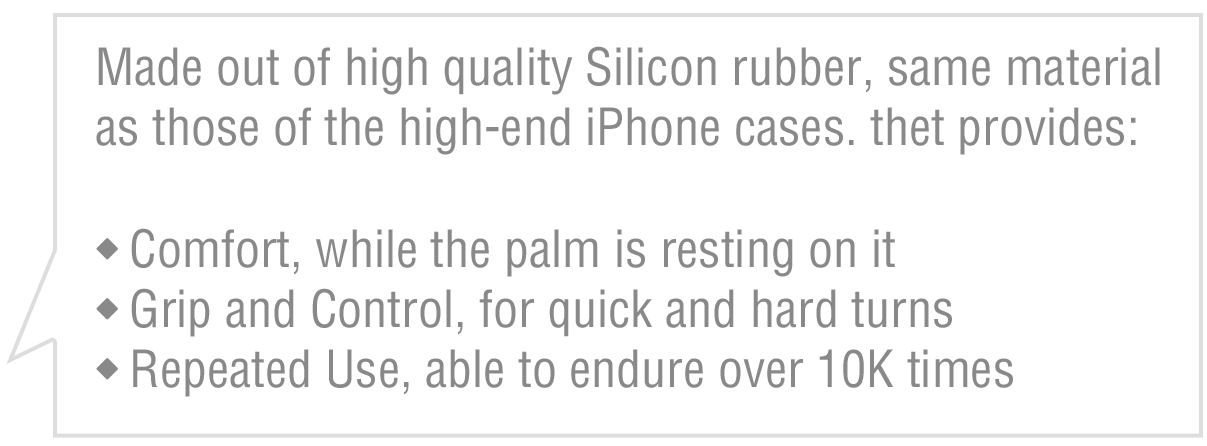 Made out of high quality Silicon rubber, same material
as those of the high-end iPhone cases. thet provides:
◆ Comfort, while the palm is resting on it
◆ Grip and Control, for quick and hard turns
◆ Repeated Use, able to endure over 10K times